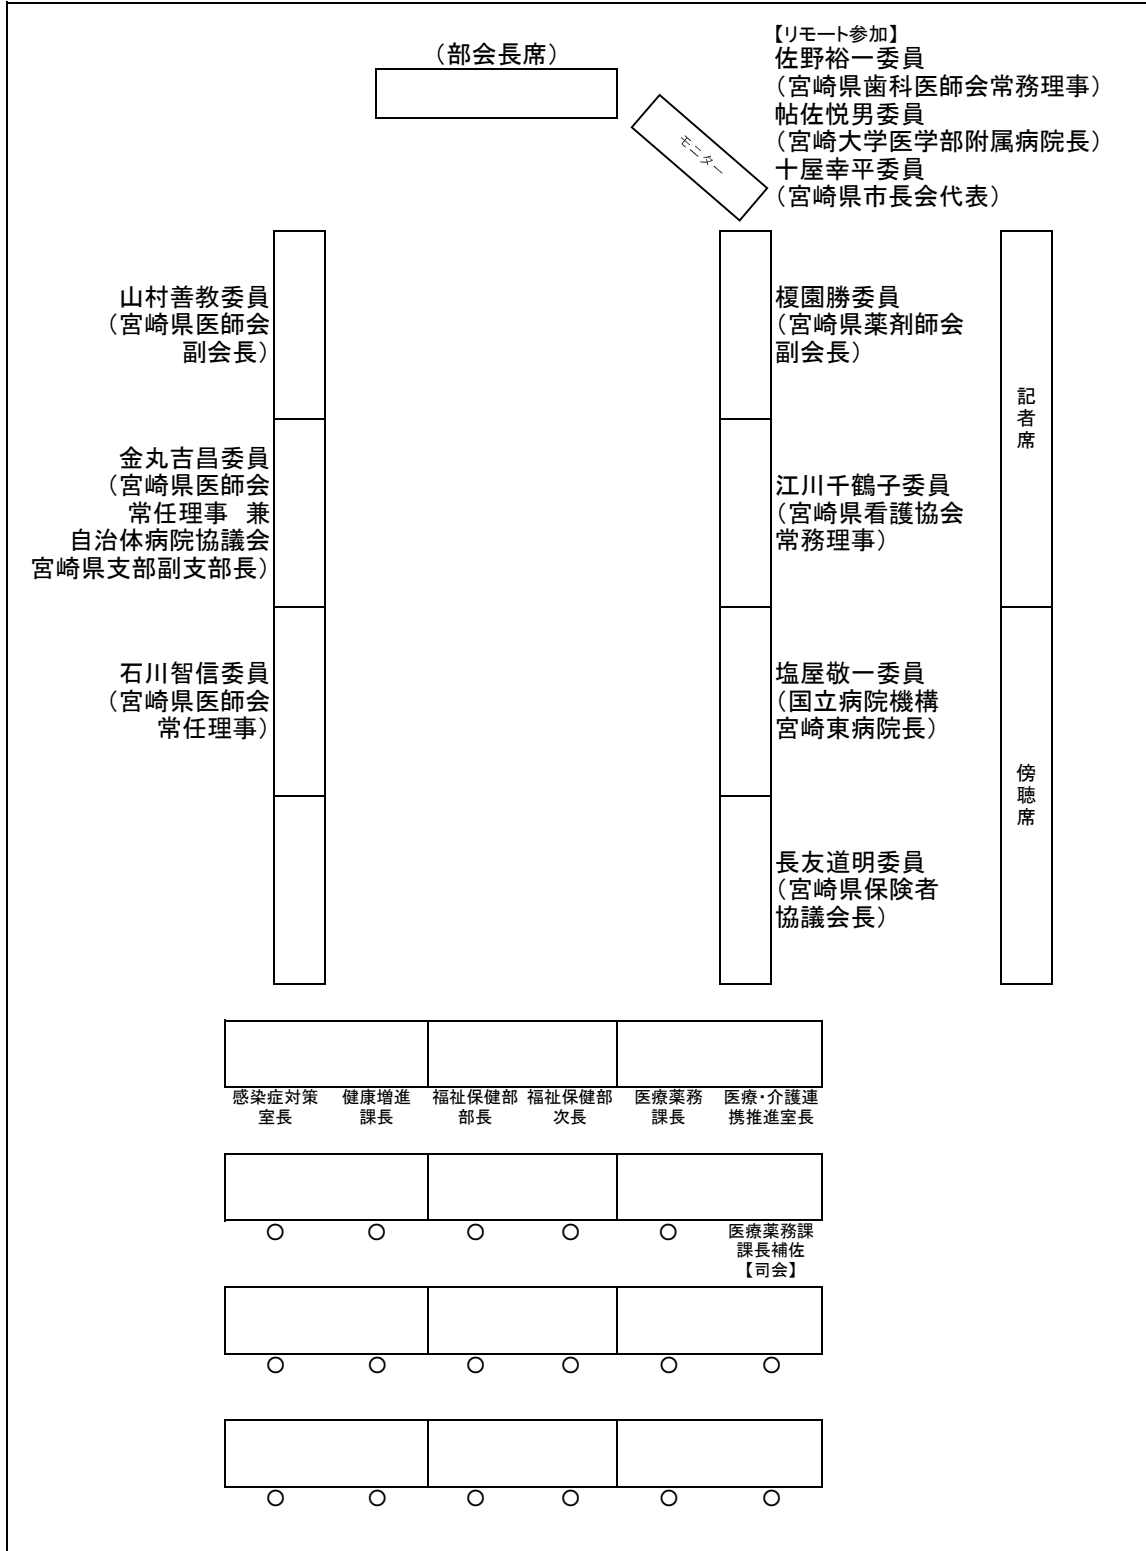 （部会長席）
【リモート参加】
佐野裕一委員
（宮崎県歯科医師会常務理事）
帖佐悦男委員
（宮崎大学医学部附属病院長）
十屋幸平委員
（宮崎県市長会代表）
モニター
山村善教委員
（宮崎県医師会
副会長）
金丸吉昌委員
（宮崎県医師会
常任理事　兼
自治体病院協議会
宮崎県支部副支部長）
石川智信委員
（宮崎県医師会
常任理事）
榎園勝委員
（宮崎県薬剤師会
副会長）
江川千鶴子委員
（宮崎県看護協会
常務理事）
塩屋敬一委員
（国立病院機構
宮崎東病院長）
長友道明委員
（宮崎県保険者
協議会長）
記者席
傍聴席
感染症対策
室長
健康増進
課長
福祉保健部
部長
福祉保健部
次長
医療薬務
課長
医療・介護連
携推進室長
○ ○ ○ ○ ○
医療薬務課
課長補佐
【司会】
○ ○ ○ ○ ○ ○
○ ○ ○ ○ ○ ○